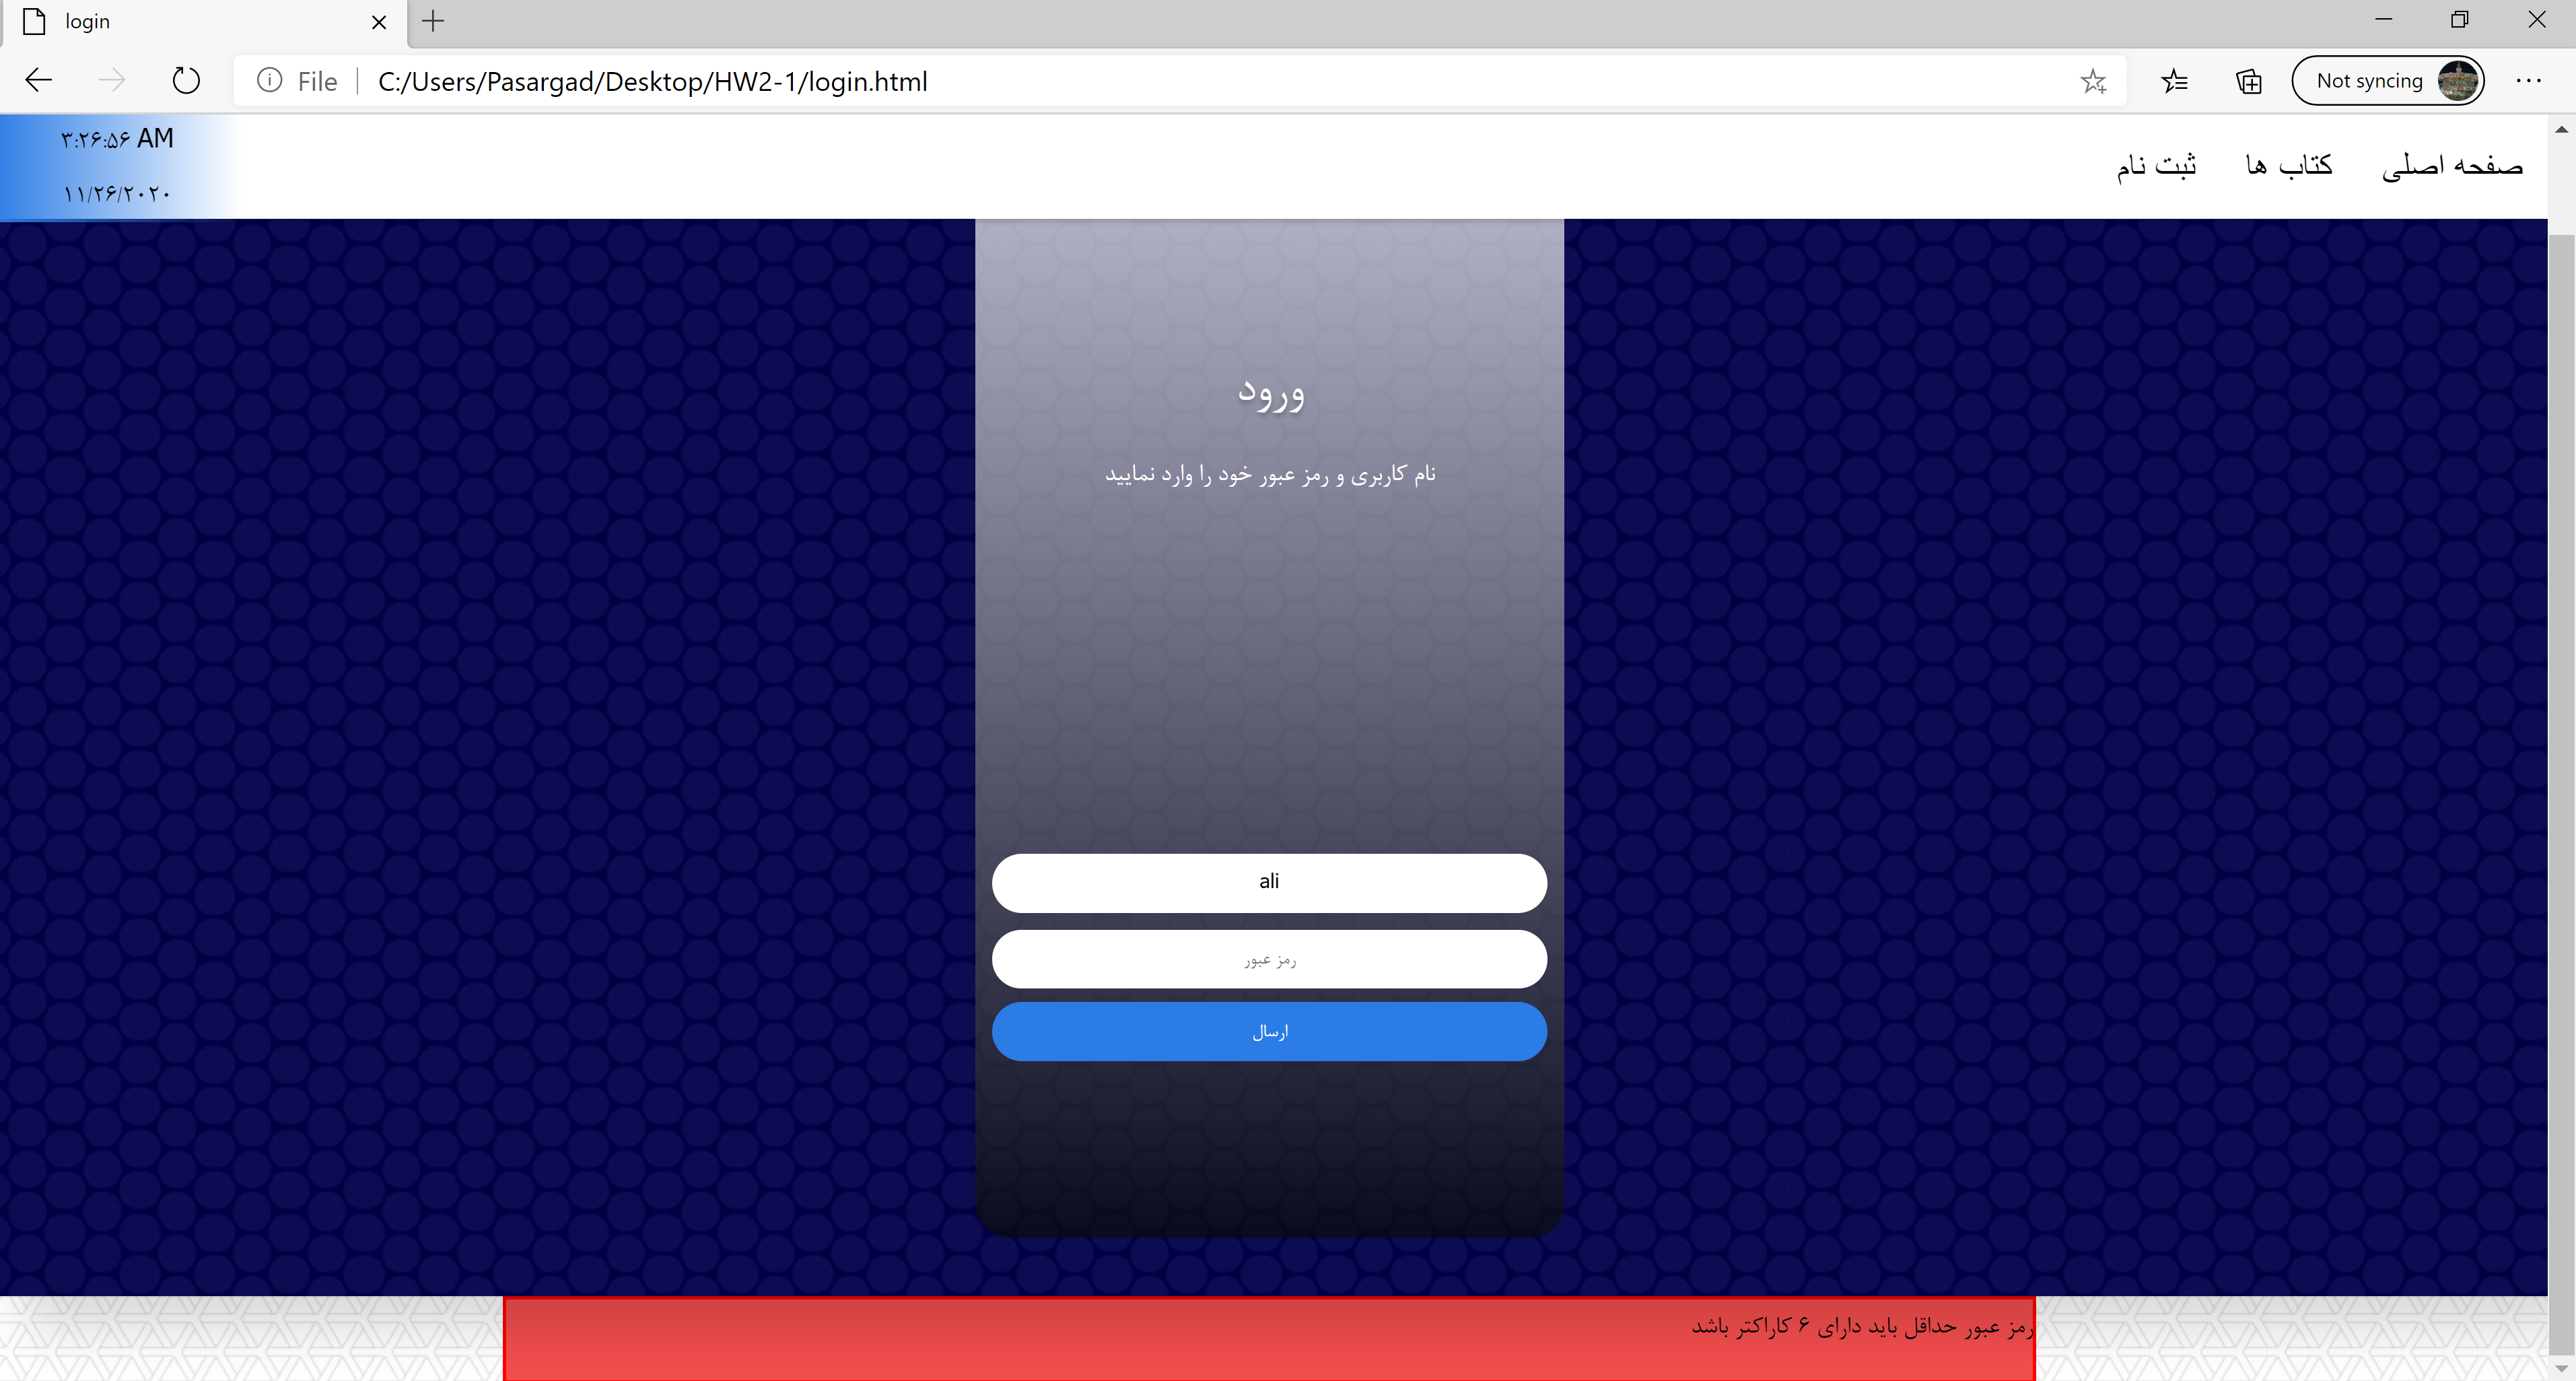 login
File
C:/Users/Pasargad/Desktop/HW2-1/login.html
Not syncing
صفحه اصلی
کتاب ها
ثبت نام
۳:۲۶:۵۶ AM
۱۱/۲۶/۲۰۲۰
ورود
نام کاربری و رمز عبور خود را وارد نمایید
ali
رمز عبور
ارسال
رمز عبور حداقل باید دارای ۶ کاراکتر باشد